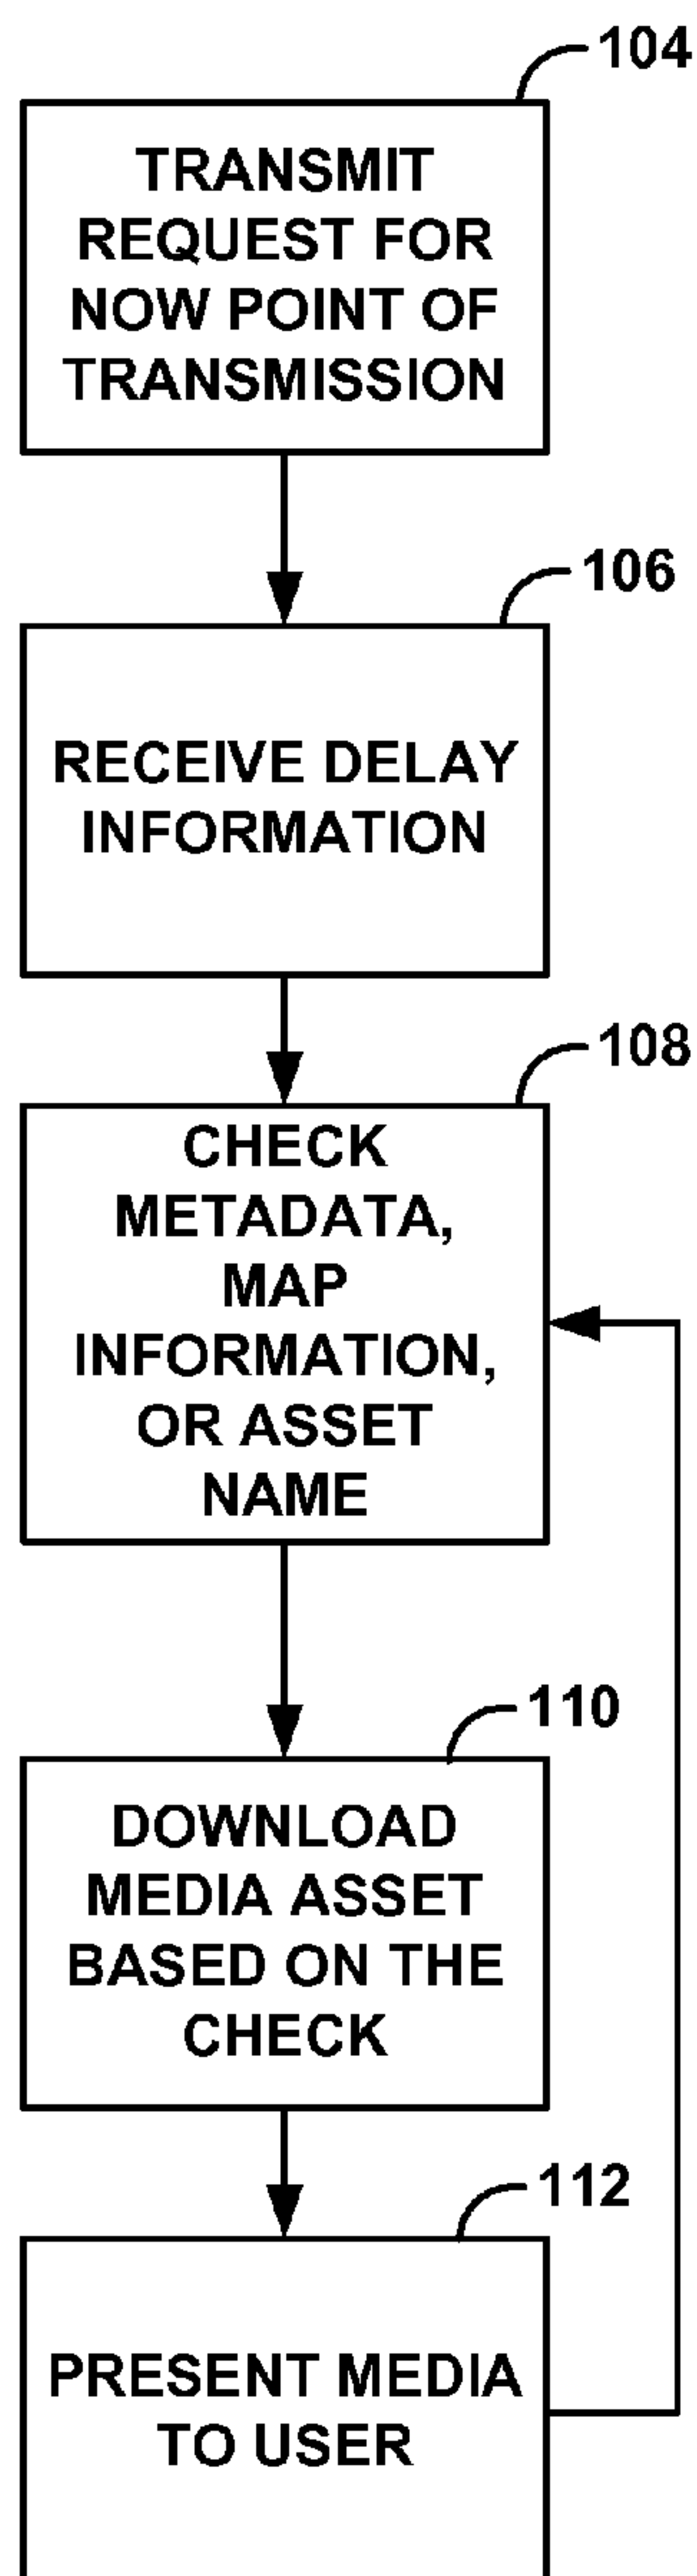 104
TRANSMIT
REQUEST FOR
NOW POINT OF
TRANSMISSION
106
RECEIVE DELAY
INFORMATION
108
CHECK
METADATA,
MAP
INFORMATION,
OR ASSET
NAME
110
DOWNLOAD
MEDIA ASSET
BASED ON THE
CHECK
112
PRESENT MEDIA
TO USER